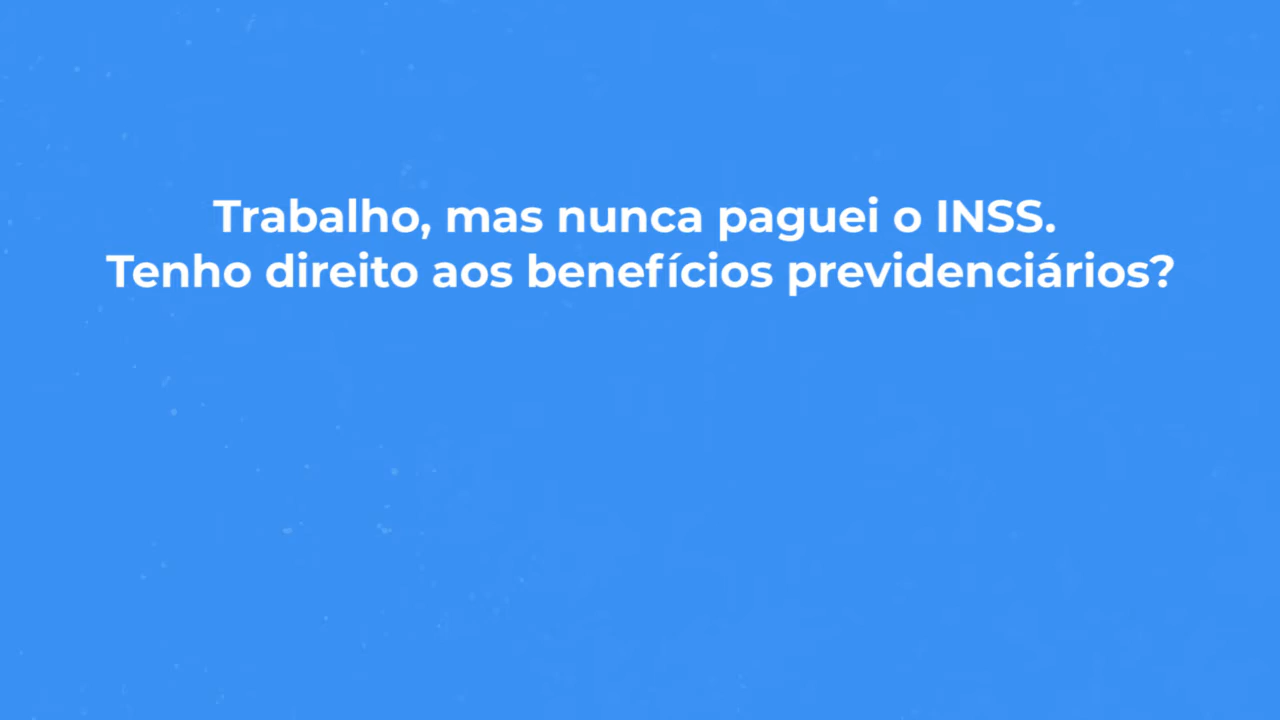 Trabalho, mas nunca paguei o INSS.
Tenho direito aos benefícios previdenciários?